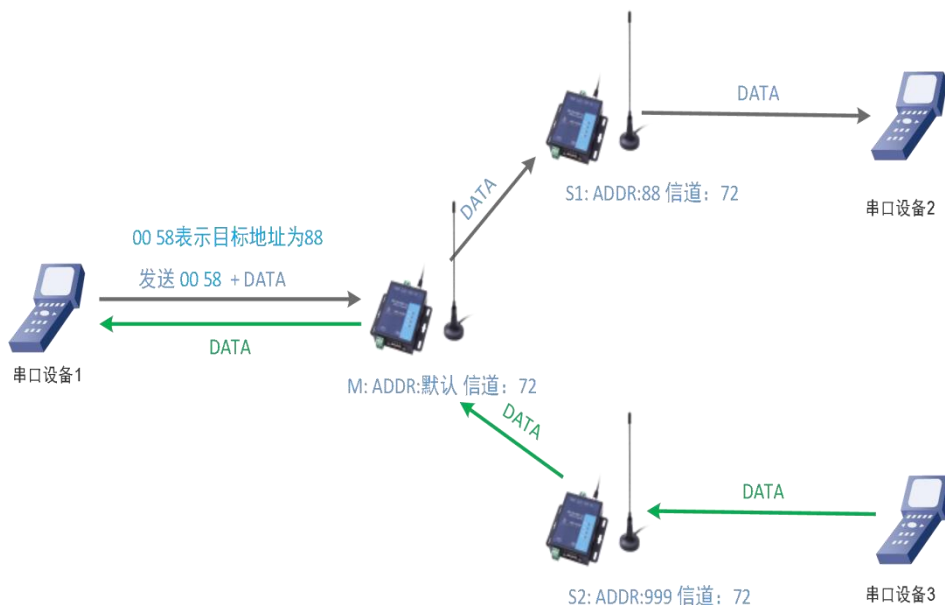 DATA
S1: ADDR:88 信道：72
串口设备2
DATA
00 58表示目标地址为88
发送 00 58 + DATA
DATA
串口设备1
M: ADDR:默认 信道：72
DATA
DATA
S2: ADDR:999 信道：72
串口设备3